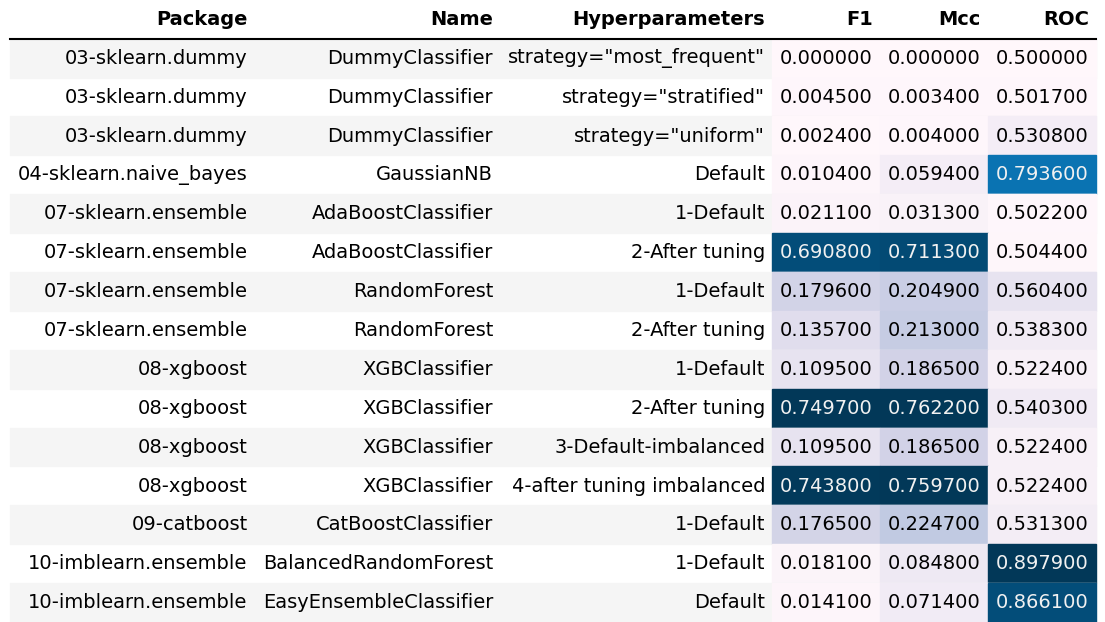 Package Name Hyperparameters F1 Mcc ROC
03-sklearn.dummy DummyClassifier strategy="most_frequent" 0.000000 0.000000 0.500000
03-sklearn.dummy DummyClassifier strategy="stratified" 0.004500 0.003400 0.501700
03-sklearn.dummy DummyClassifier strategy="uniform" 0.002400 0.004000 0.530800
04-sklearn.naive_bayes GaussianNB Default 0.010400 0.059400 0.793600
07-sklearn.ensemble AdaBoostClassifier 1-Default 0.021100 0.031300 0.502200
07-sklearn.ensemble AdaBoostClassifier 2-After tuning 0.690800 0.711300 0.504400
07-sklearn.ensemble RandomForest 1-Default 0.179600 0.204900 0.560400
07-sklearn.ensemble RandomForest 2-After tuning 0.135700 0.213000 0.538300
08-xgboost XGBClassifier 1-Default 0.109500 0.186500 0.522400
08-xgboost XGBClassifier 2-After tuning 0.749700 0.762200 0.540300
08-xgboost XGBClassifier 3-Default-imbalanced 0.109500 0.186500 0.522400
08-xgboost XGBClassifier 4-after tuning imbalanced 0.743800 0.759700 0.522400
09-catboost CatBoostClassifier 1-Default 0.176500 0.224700 0.531300
10-imblearn.ensemble BalancedRandomForest 1-Default 0.018100 0.084800 0.897900
10-imblearn.ensemble EasyEnsembleClassifier Default 0.014100 0.071400 0.866100